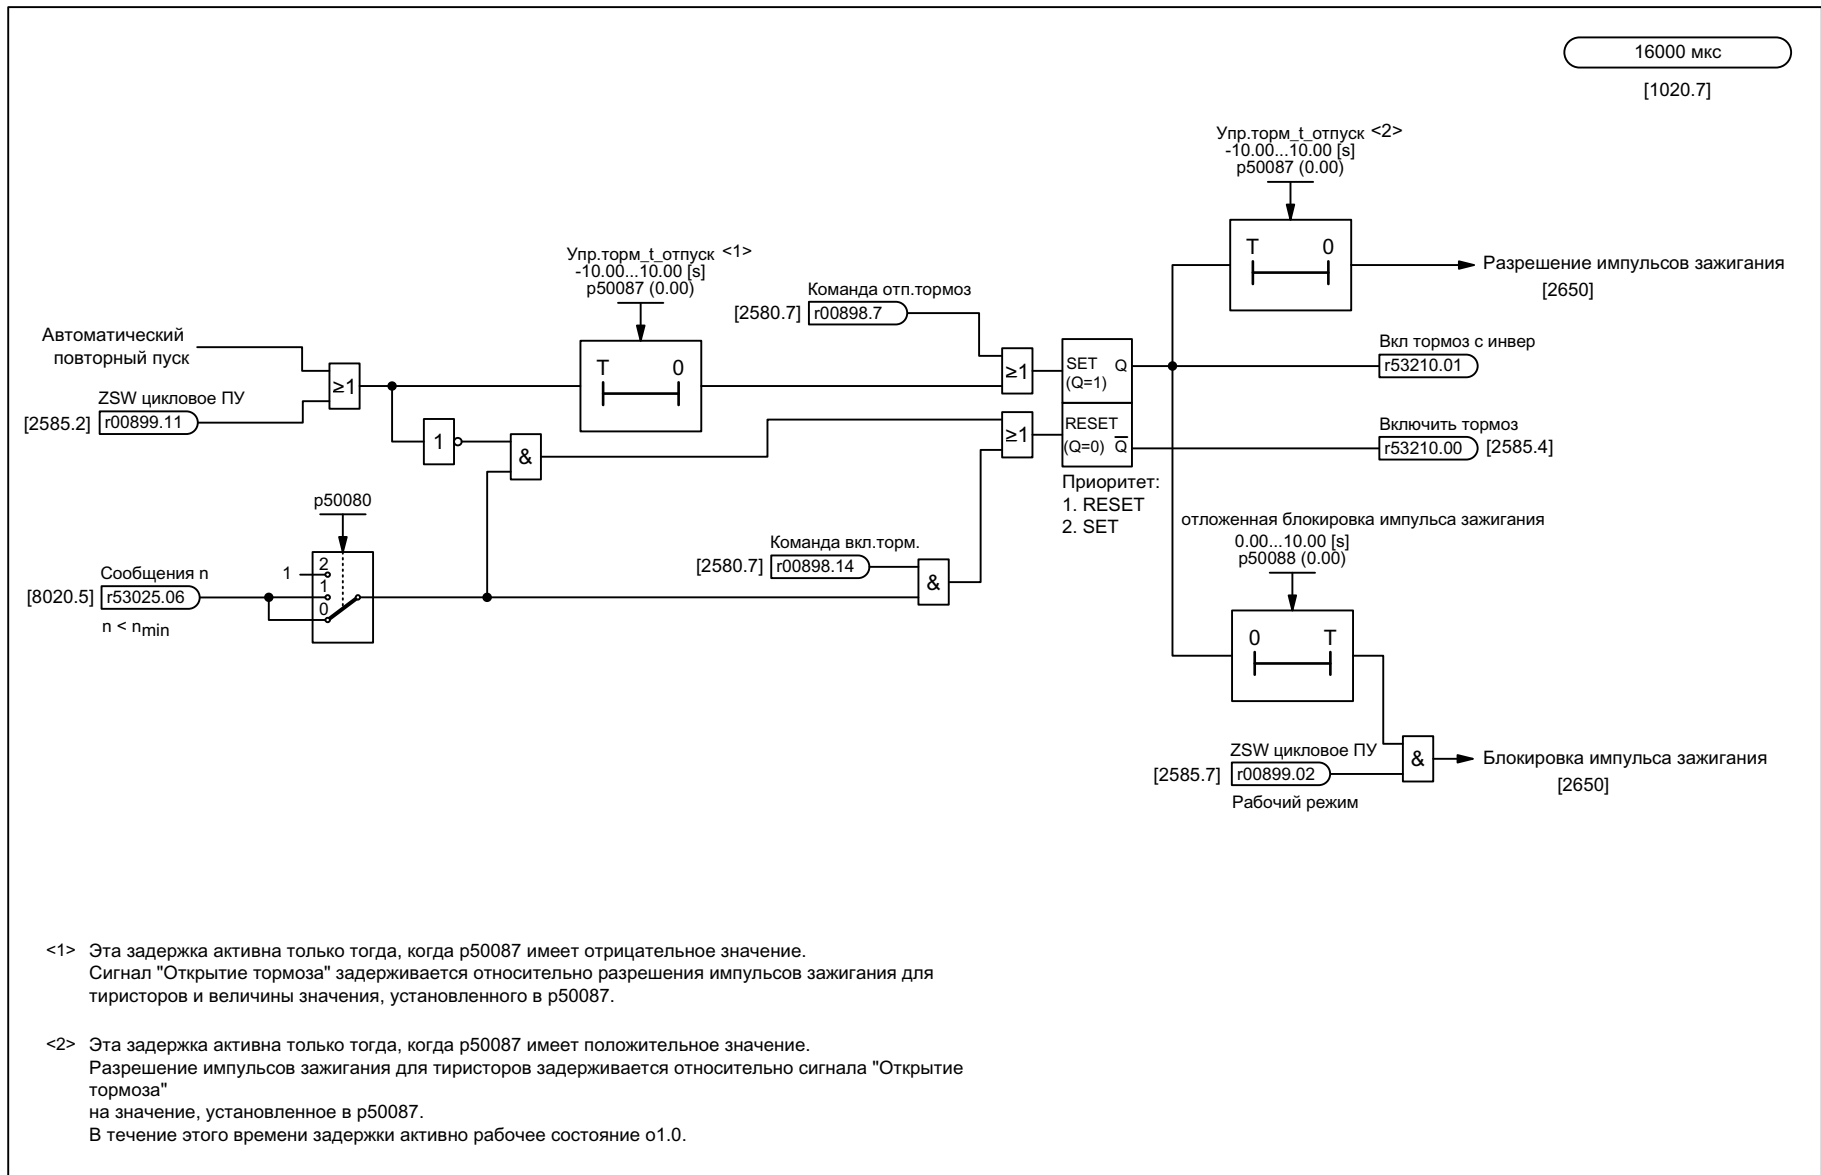 16000 мкс
[1020.7]
Упр.торм_t_отпуск <2>
-10.00...10.00 [s]
p50087 (0.00)
T 0
Разрешение импульсов зажигания
[2650]
Упр.торм_t_отпуск <1>
-10.00...10.00 [s]
p50087 (0.00)
T 0
Команда отп.тормоз
[2580.7] r00898.7
Автоматический
повторный пуск
ZSW цикловое ПУ
[2585.2] r00899.11
≥1
1
&
≥1
≥1
SET Q
(Q=1)
RESET
(Q=0) Q̅
Приоритет:
1. RESET
2. SET
Вкл тормоз с инвер
r53210.01
Включить тормоз
r53210.00 [2585.4]
p50080
1
2
1
0
Сообщения n
[8020.5] r53025.06
n < nmin
Команда вкл.торм.
[2580.7] r00898.14
&
отложенная блокировка импульса зажигания
0.00...10.00 [s]
p50088 (0.00)
0 T
ZSW цикловое ПУ
[2585.7] r00899.02
Рабочий режим
&
Блокировка импульса зажигания
[2650]
<1> Эта задержка активна только тогда, когда p50087 имеет отрицательное значение.
Сигнал "Открытие тормоза" задерживается относительно разрешения импульсов зажигания для
тиристоров и величины значения, установленного в p50087.
<2> Эта задержка активна только тогда, когда p50087 имеет положительное значение.
Разрешение импульсов зажигания для тиристоров задерживается относительно сигнала "Открытие
тормоза"
на значение, установленное в p50087.
В течение этого времени задержки активно рабочее состояние o1.0.